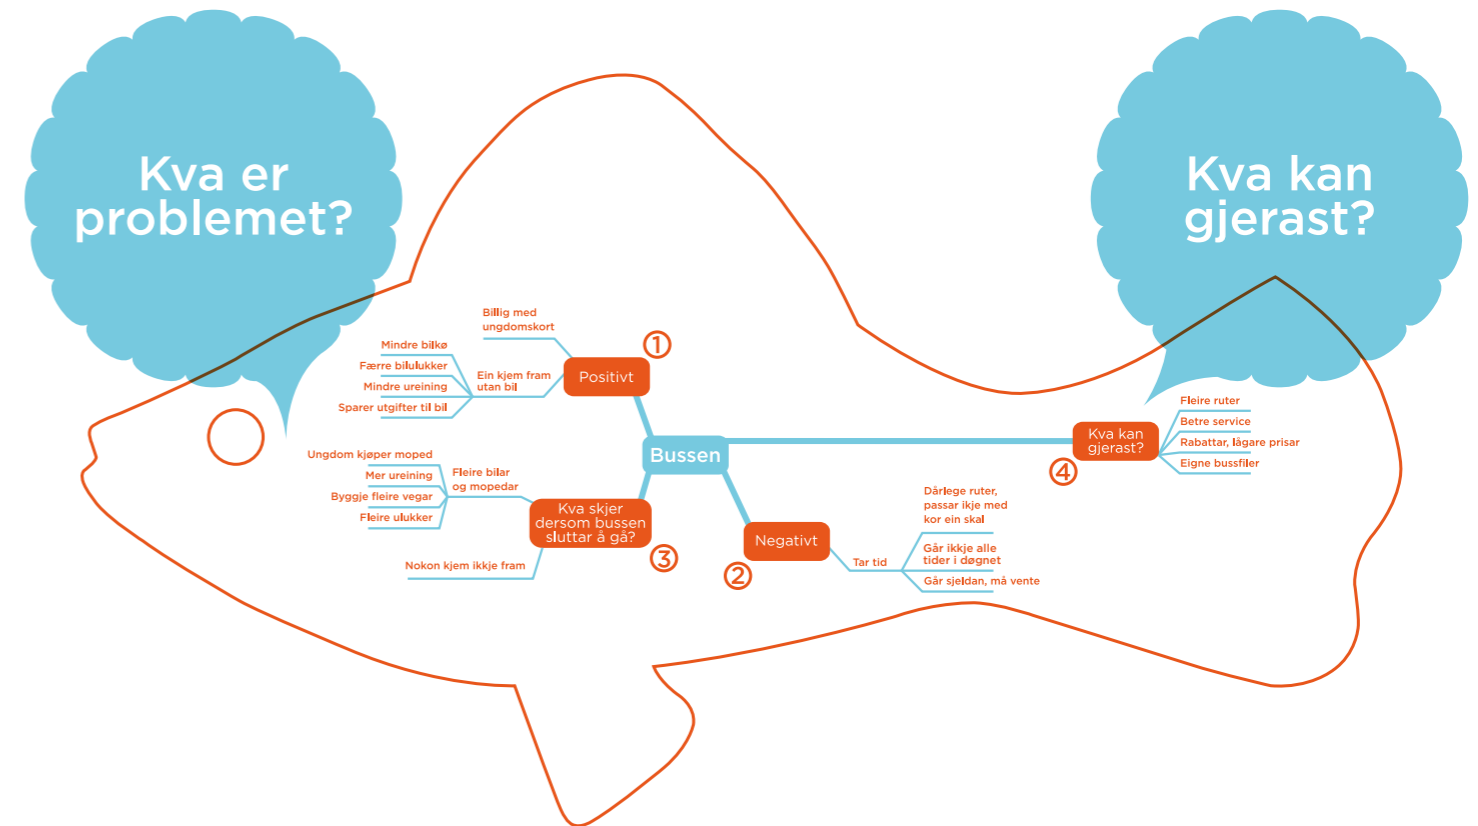 Kva er
problemet?
Kva kan
gjerast?
Billig med
ungdomskort
①
Positivt
Ein kjem fram
utan bil
Mindre bilkø
Færre bilulukker
Mindre ureining
Sparer utgifter til bil
Bussen
Kva kan
gjerast?
④
Fleire ruter
Betre service
Rabattar, lågare prisar
Eigne bussfiler
Ungdom kjøper moped
Mer ureining
Byggje fleire vegar
Fleire ulukker
Fleire bilar
og mopedar
Kva skjer
dersom bussen
sluttar å gå?
③
Nokon kjem ikkje fram
Negativt
②
Tar tid
Dårlege ruter,
passar ikje med
kor ein skal
Går ikkje alle
tider i døgnet
Går sjeldan, må vente